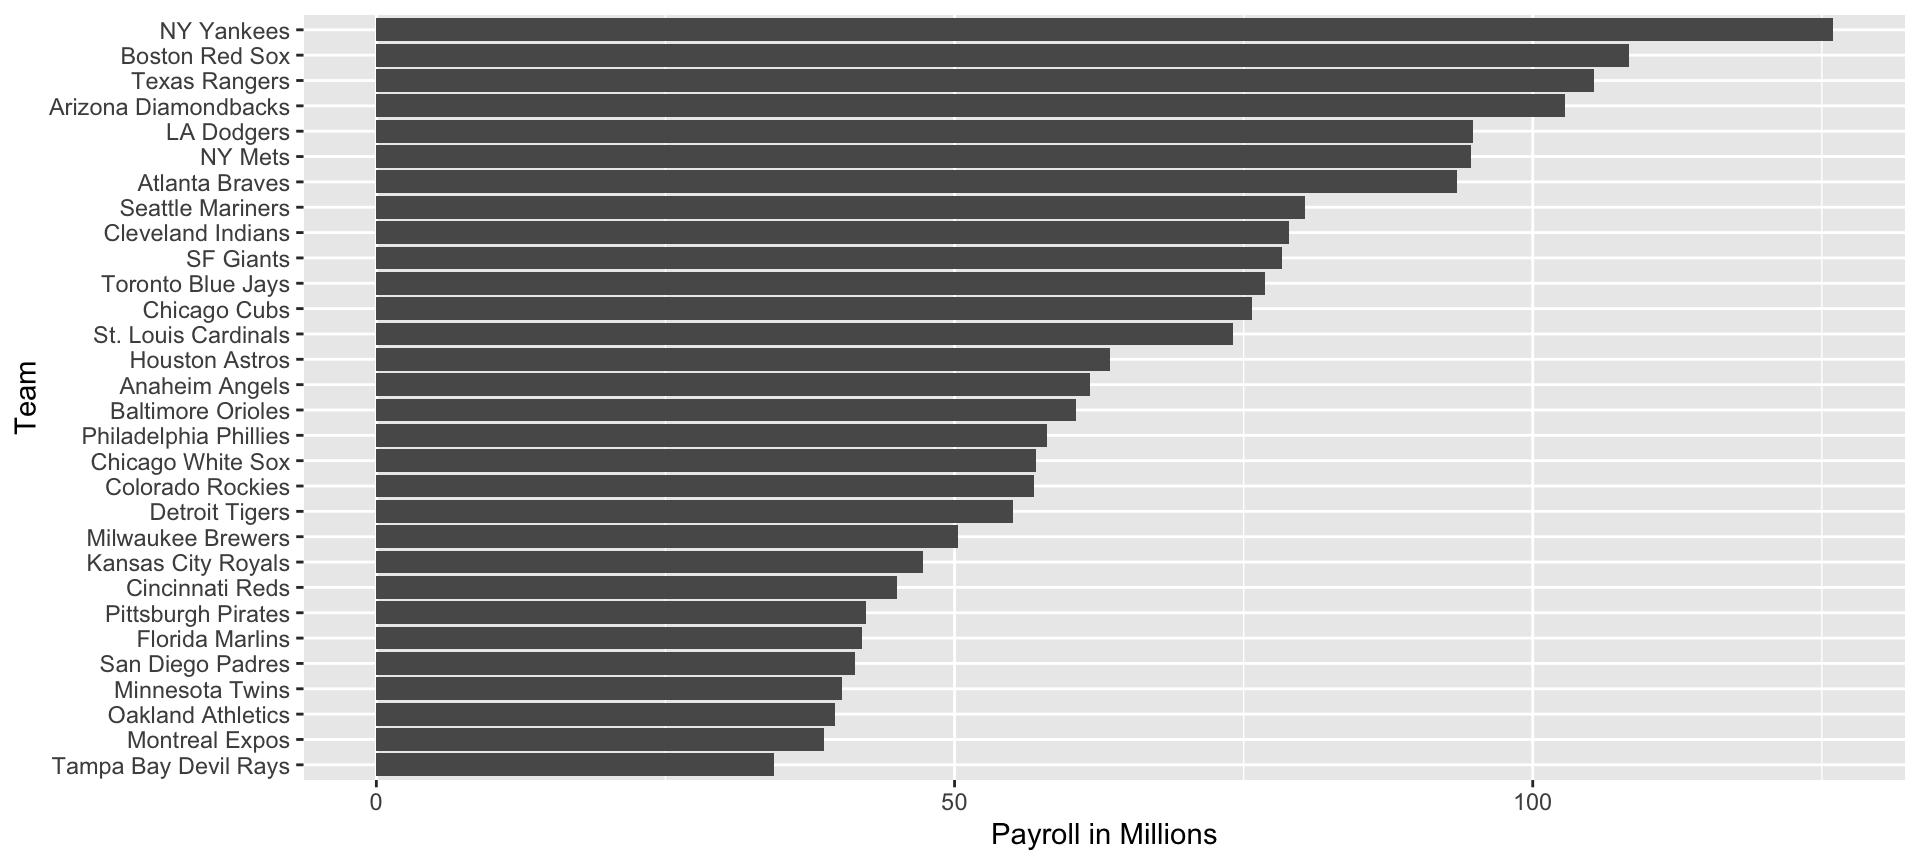 NY Yankees
Boston Red Sox
Texas Rangers
Arizona Diamondbacks
LA Dodgers
NY Mets
Atlanta Braves
Seattle Mariners
Cleveland Indians
SF Giants
Toronto Blue Jays
Chicago Cubs
St. Louis Cardinals
Houston Astros
Anaheim Angels
Baltimore Orioles
Philadelphia Phillies
Chicago White Sox
Colorado Rockies
Detroit Tigers
Milwaukee Brewers
Kansas City Royals
Cincinnati Reds
Pittsburgh Pirates
Florida Marlins
San Diego Padres
Minnesota Twins
Oakland Athletics
Montreal Expos
Tampa Bay Devil Rays
Team
0 50 100
Payroll in Millions